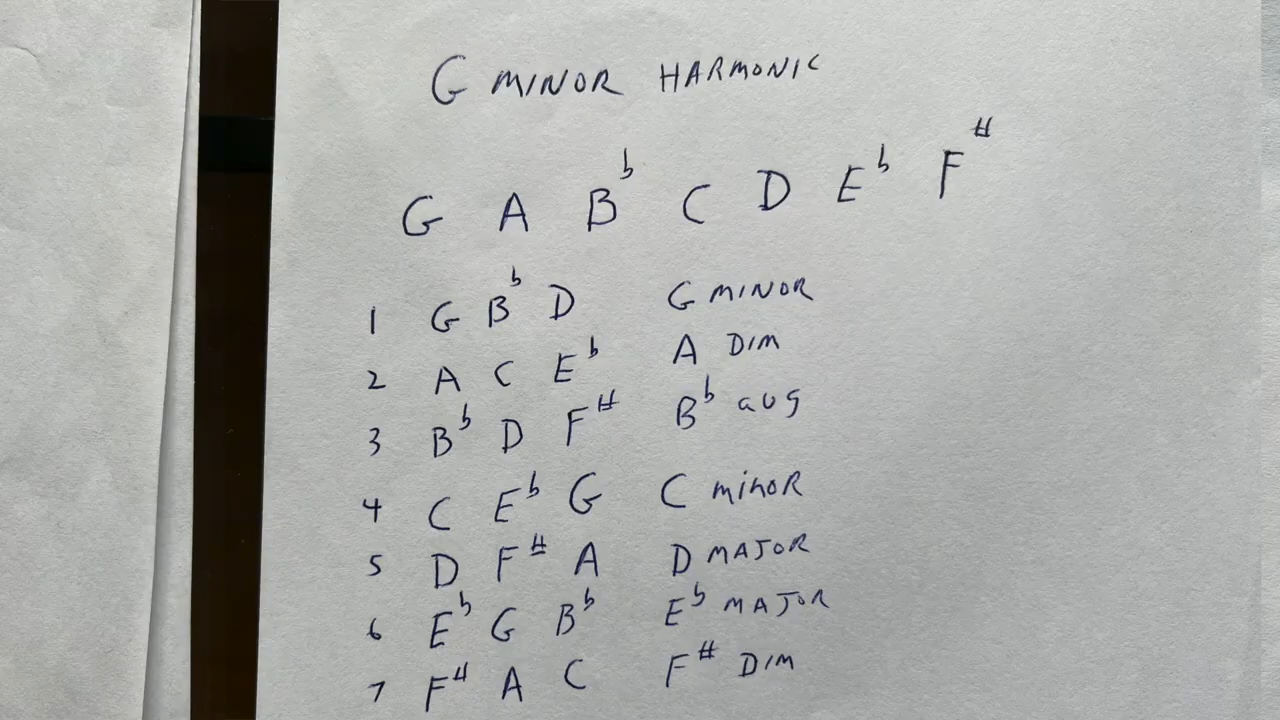 G MINOR HARMONIC
G A B♭ C D E♭ F#
1 G B♭ D G MINOR
2 A C E♭ A DIM
3 B♭ D F# B♭ aug
4 C E♭ G C minor
5 D F# A D MAJOR
6 E♭ G B♭ E♭ MAJOR
7 F# A C F# DIM